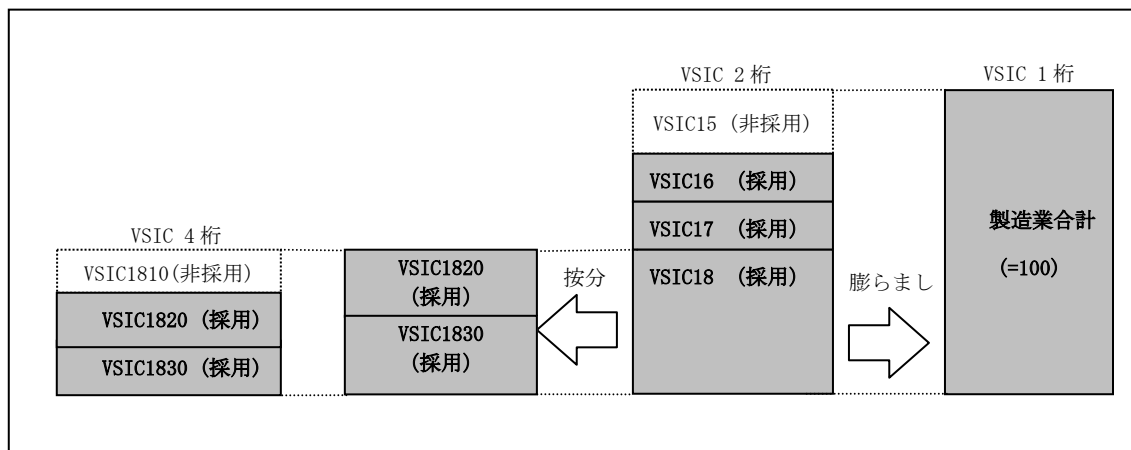 VSIC 2桁
VSIC 1桁
VSIC15 (非採用)
VSIC16 (採用)
VSIC17 (採用)
VSIC18 (採用)
製造業合計
(=100)
VSIC 4桁
VSIC1810(非採用)
VSIC1820 (採用)
VSIC1830 (採用)
VSIC1820
(採用)
VSIC1830
(採用)
按分
膨らまし